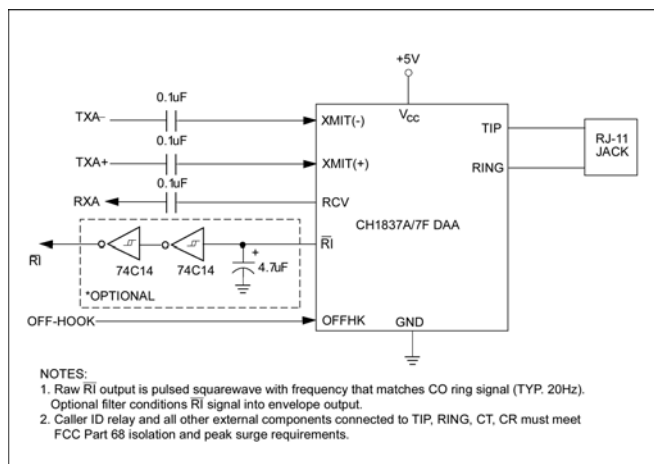 +5V
0.1uF
TXA−
XMIT(-)
VCC
TIP
RJ-11
JACK
0.1uF
TXA+
XMIT(+)
RING
0.1uF
RXA
RCV
CH1837A/7F DAA
RI
RI
+
74C14
74C14
4.7uF
*OPTIONAL
OFF-HOOK
OFFHK
GND
NOTES:
1. Raw RI output is pulsed squarewave with frequency that matches CO ring signal (TYP. 20Hz).
Optional filter conditions RI signal into envelope output.
2. Caller ID relay and all other external components connected to TIP, RING, CT, CR must meet
FCC Part 68 isolation and peak surge requirements.